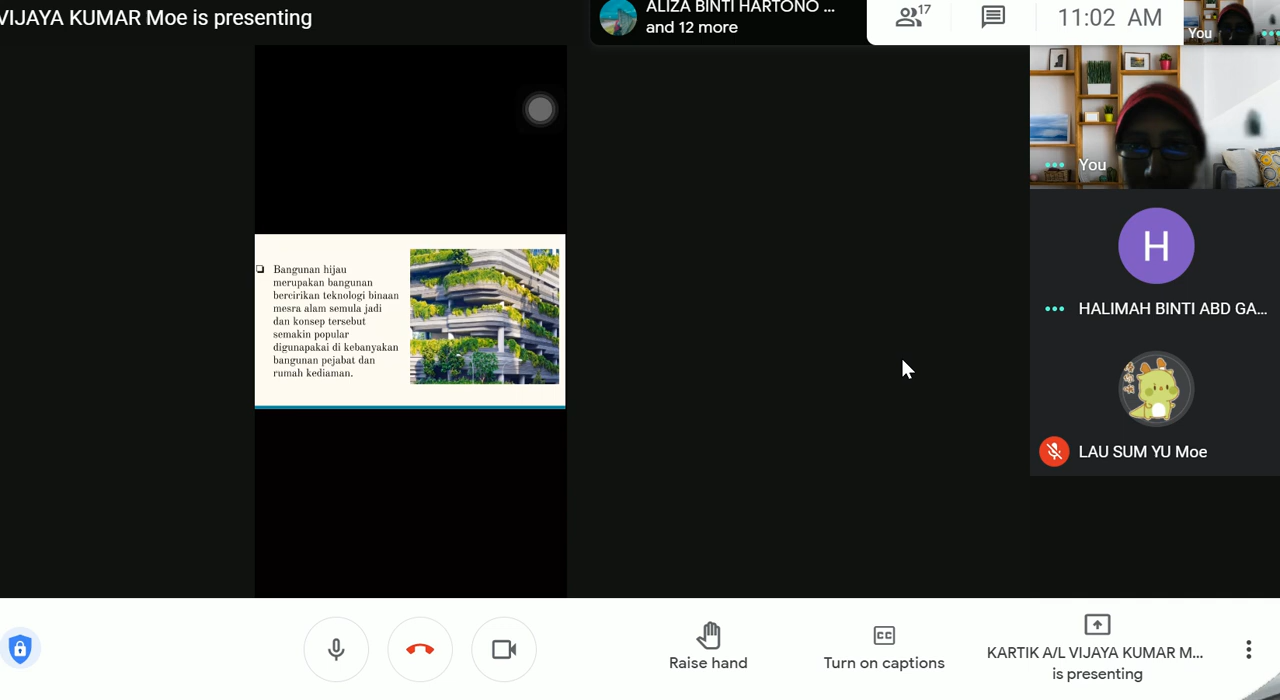 VIJAYA KUMAR Moe is presenting
ALIZA BINTI HARTONO ...
and 12 more
17
11:02 AM
You
You
HALIMAH BINTI ABD GA...
H
LAU SUM YU Moe
❏ Bangunan hijau
merupakan bangunan
bercirikan teknologi binaan
mesra alam semula jadi
dan konsep tersebut
semakin popular
digunapakai di kebanyakan
bangunan pejabat dan
rumah kediaman.
Raise hand
CC
Turn on captions
KARTIK A/L VIJAYA KUMAR M...
is presenting